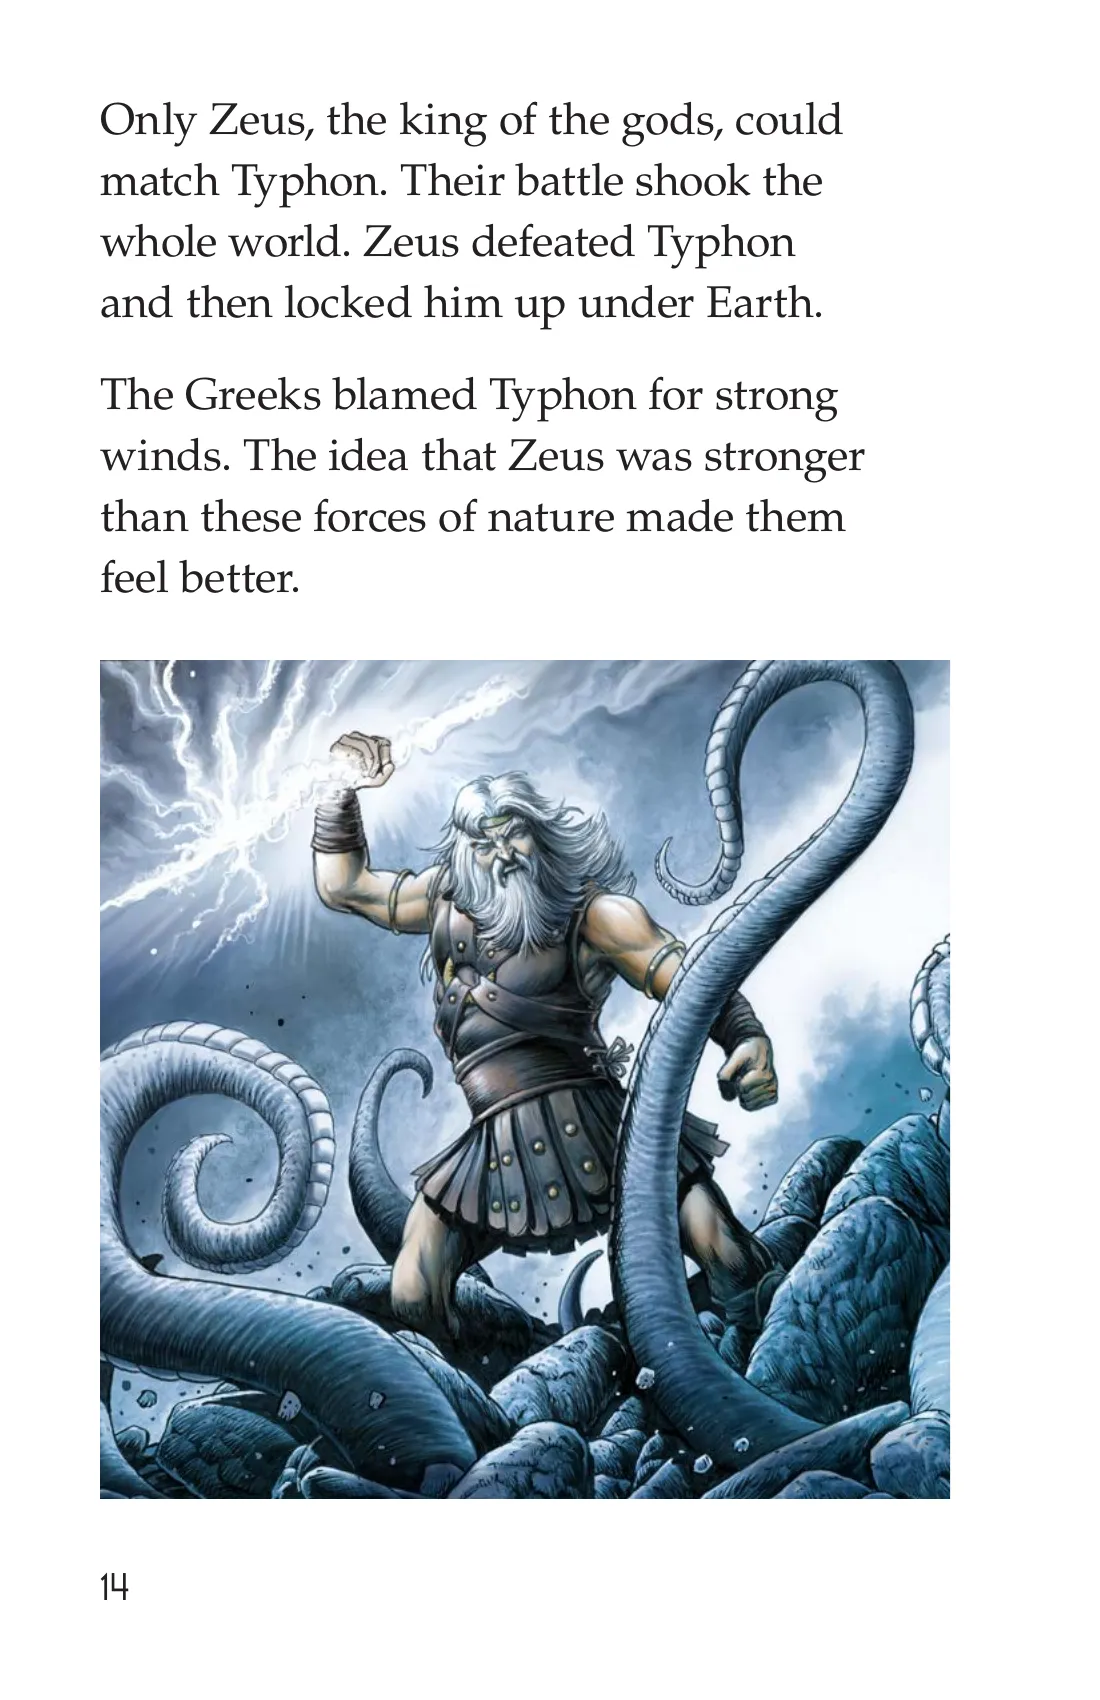 Only Zeus, the king of the gods, could
match Typhon. Their battle shook the
whole world. Zeus defeated Typhon
and then locked him up under Earth.
The Greeks blamed Typhon for strong
winds. The idea that Zeus was stronger
than these forces of nature made them
feel better.
14